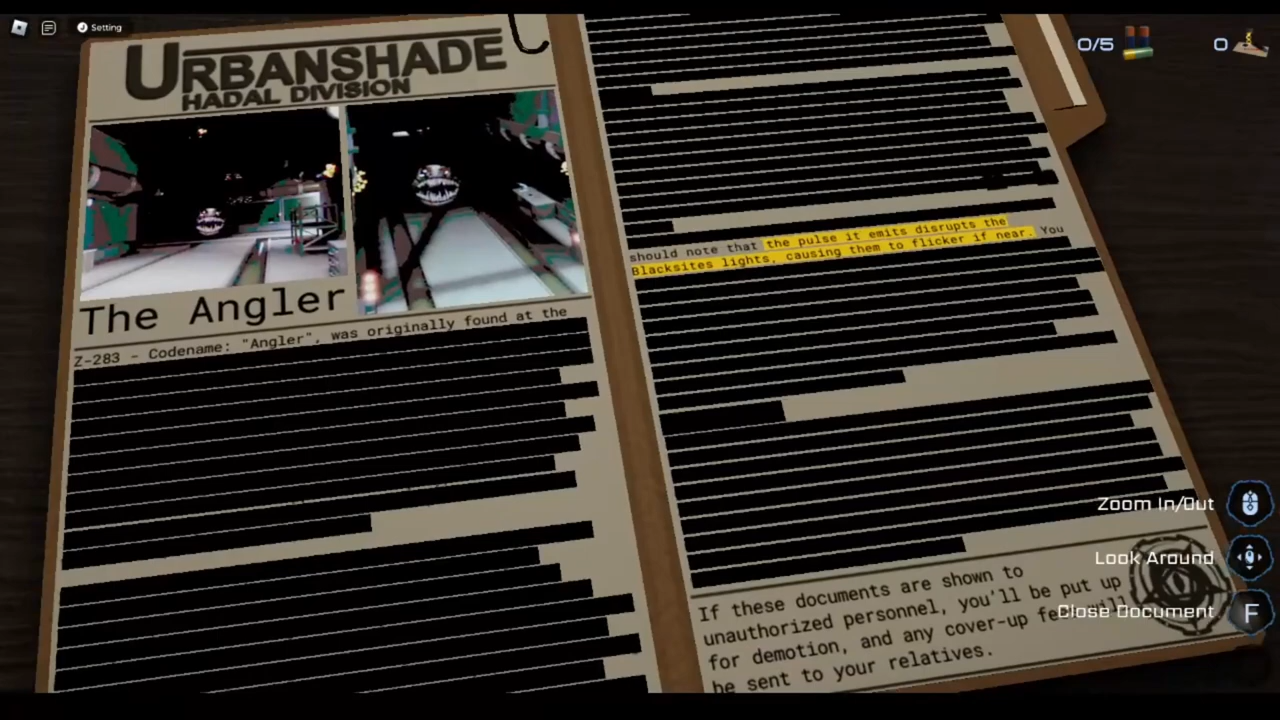 Setting
0/5
0
URBANSHADE
HADAL DIVISION
The Angler
Z-283 - Codename: "Angler", was originally found at the
should note that the pulse it emits disrupts the
Blacksites lights, causing them to flicker if near. You
If these documents are shown to
unauthorized personnel, you'll be put up
for demotion, and any cover-up fees will
be sent to your relatives.
Zoom In/Out
Look Around
Close Document
F